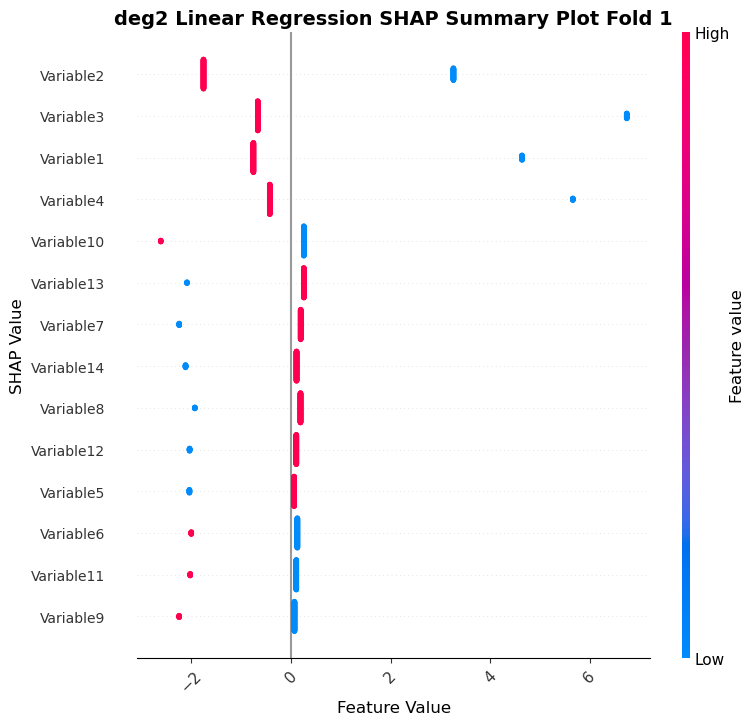 deg2 Linear Regression SHAP Summary Plot Fold 1
High
Variable2
Variable3
Variable1
Variable4
Variable10
Variable13
Variable7
Variable14
Variable8
Variable12
Variable5
Variable6
Variable11
Variable9
SHAP Value
Feature value
Low
−2
0
2
4
6
Feature Value